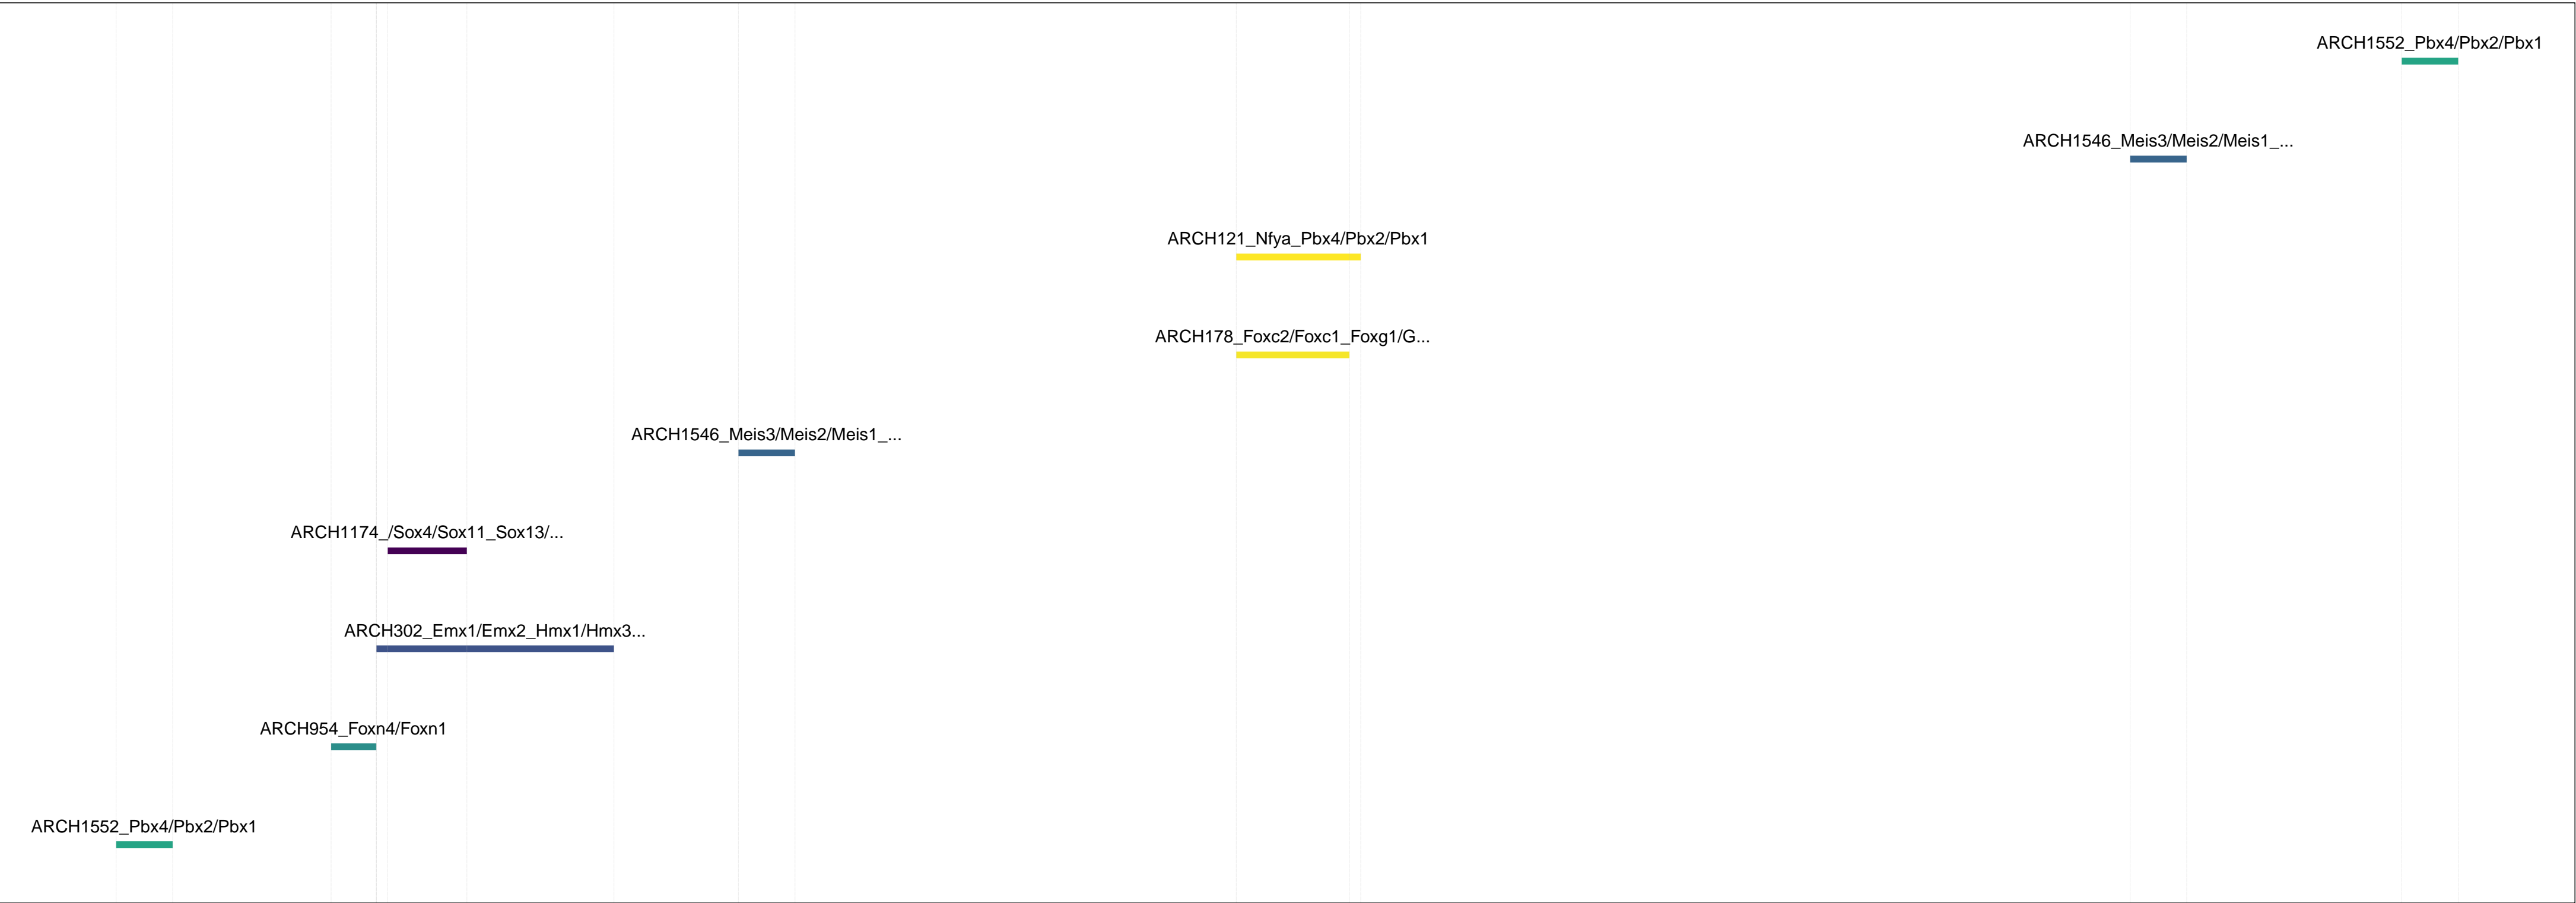 ARCH1552_Pbx4/Pbx2/Pbx1
ARCH1546_Meis3/Meis2/Meis1_...
ARCH121_Nfya_Pbx4/Pbx2/Pbx1
ARCH178_Foxc2/Foxc1_Foxg1/G...
ARCH1546_Meis3/Meis2/Meis1_...
ARCH1174_/Sox4/Sox11_Sox13/...
ARCH302_Emx1/Emx2_Hmx1/Hmx3...
ARCH954_Foxn4/Foxn1
ARCH1552_Pbx4/Pbx2/Pbx1